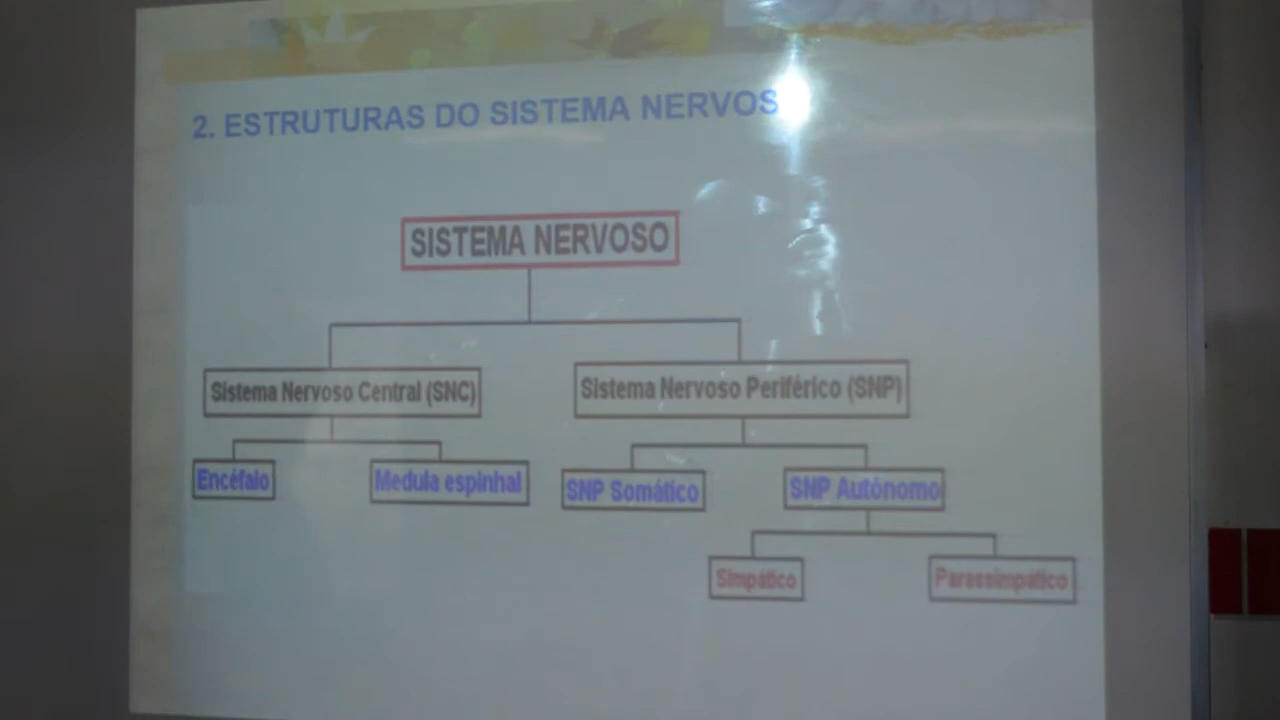 2. ESTRUTURAS DO SISTEMA NERVOS
SISTEMA NERVOSO
Sistema Nervoso Central (SNC)
Sistema Nervoso Periférico (SNP)
Encéfalo
Medula espinhal
SNP Somático
SNP Autônomo
Simpático
Parassimpático